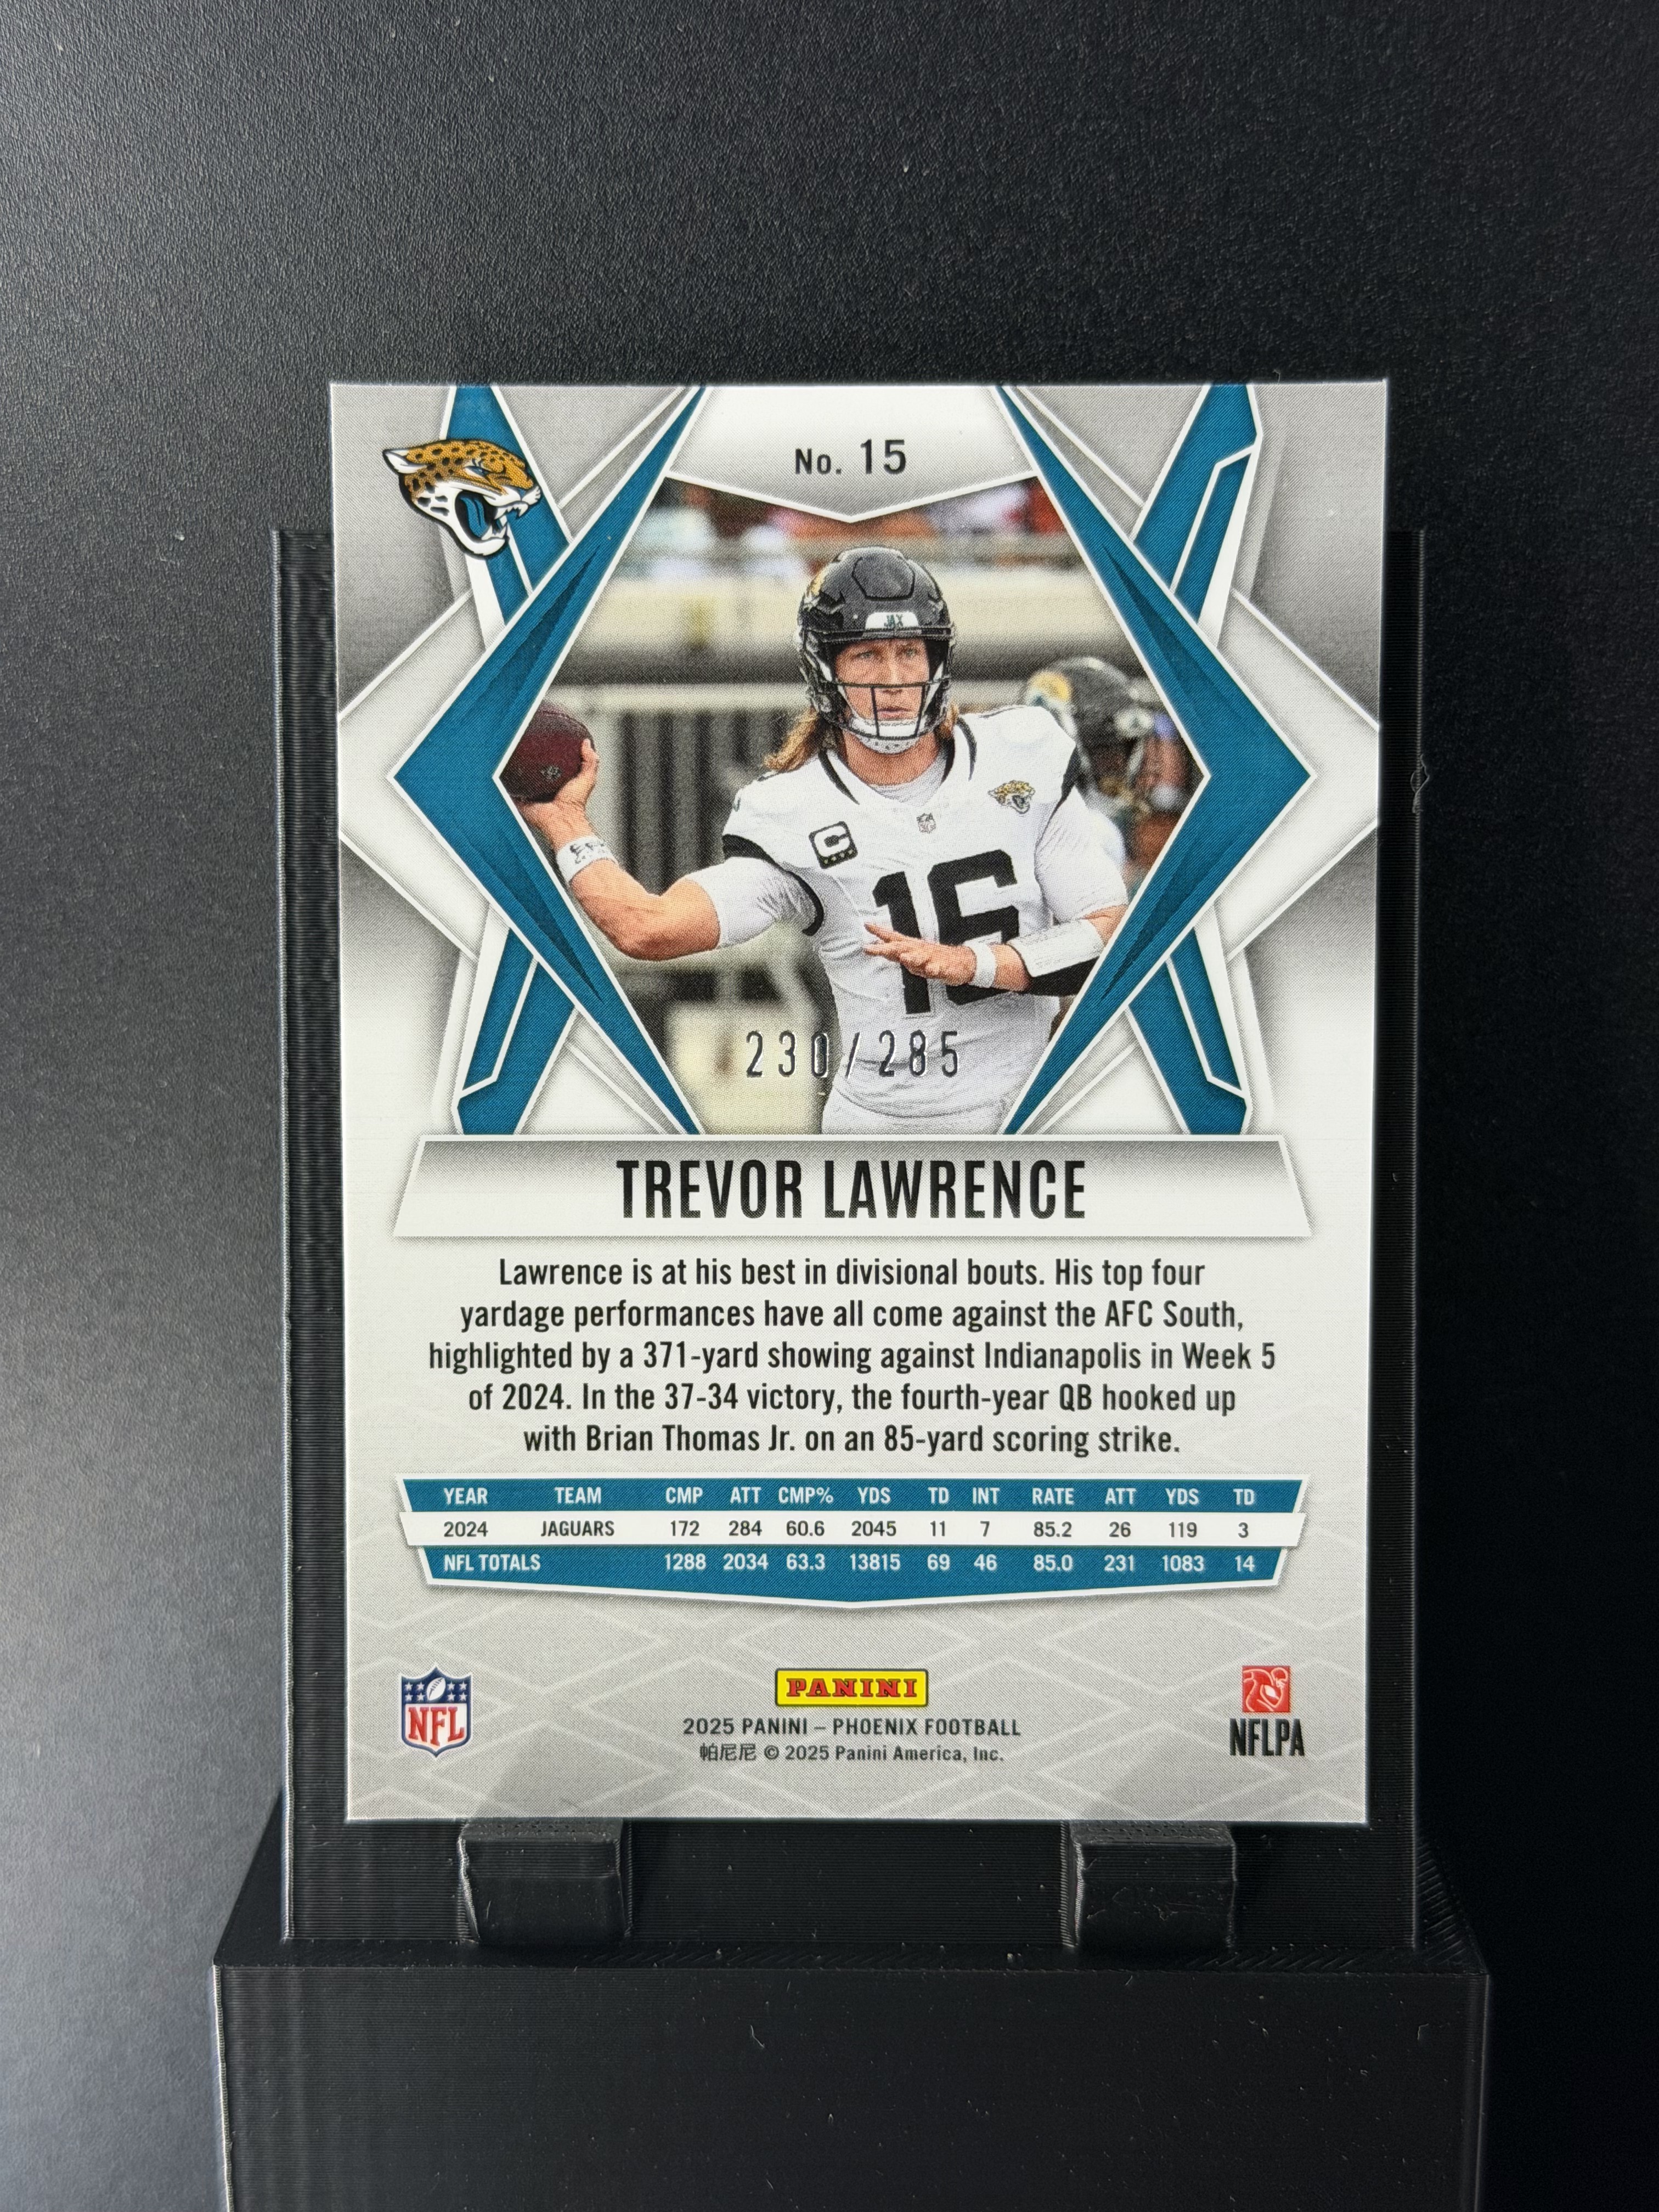 No. 15
JAX
C
16
230/285
TREVOR LAWRENCE
Lawrence is at his best in divisional bouts. His top four
yardage performances have all come against the AFC South,
highlighted by a 371-yard showing against Indianapolis in Week 5
of 2024. In the 37-34 victory, the fourth-year QB hooked up
with Brian Thomas Jr. on an 85-yard scoring strike.
YEAR TEAM CMP ATT CMP% YDS TD INT RATE ATT YDS TD
2024 JAGUARS 172 284 60.6 2045 11 7 85.2 26 119 3
NFL TOTALS 1288 2034 63.3 13815 69 46 85.0 231 1083 14
NFL
PANINI
NFLPA
2025 PANINI – PHOENIX FOOTBALL
帕尼尼 © 2025 Panini America, Inc.